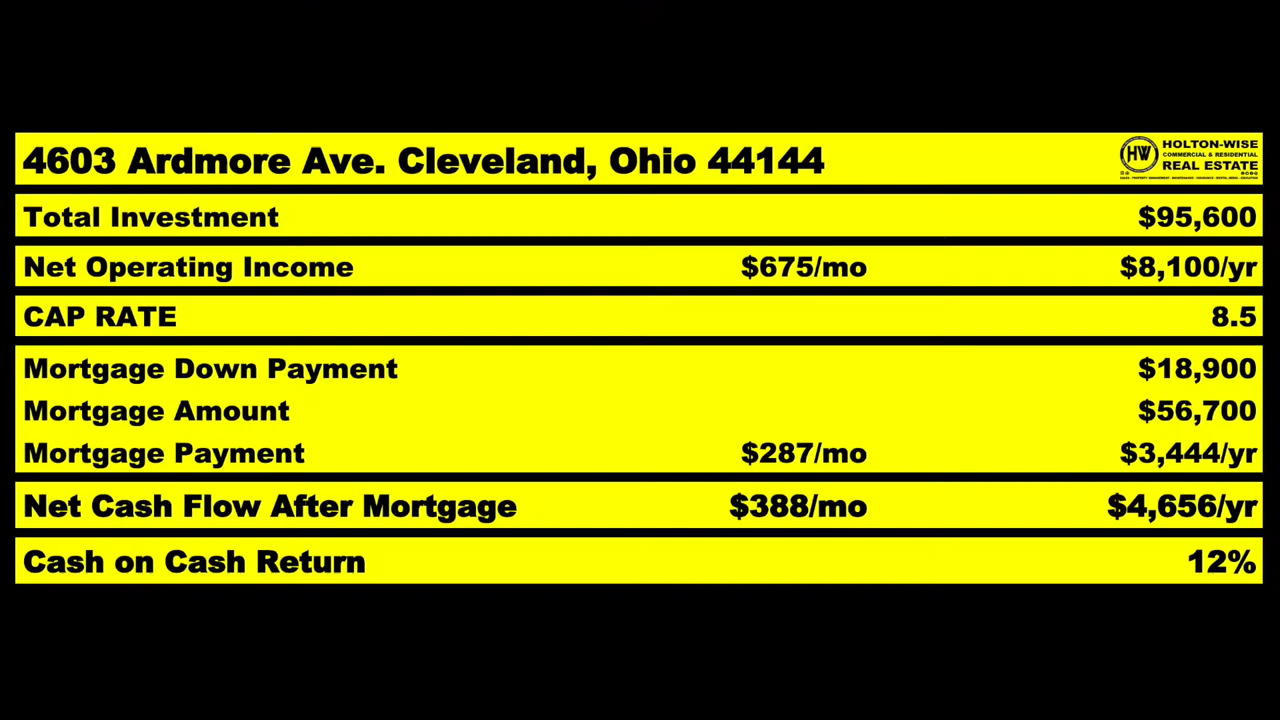 4603 Ardmore Ave. Cleveland, Ohio 44144
HW
HOLTON-WISE
COMMERCIAL & RESIDENTIAL
REAL ESTATE
Total Investment $95,600
Net Operating Income $675/mo $8,100/yr
CAP RATE 8.5
Mortgage Down Payment $18,900
Mortgage Amount $56,700
Mortgage Payment $287/mo $3,444/yr
Net Cash Flow After Mortgage $388/mo $4,656/yr
Cash on Cash Return 12%